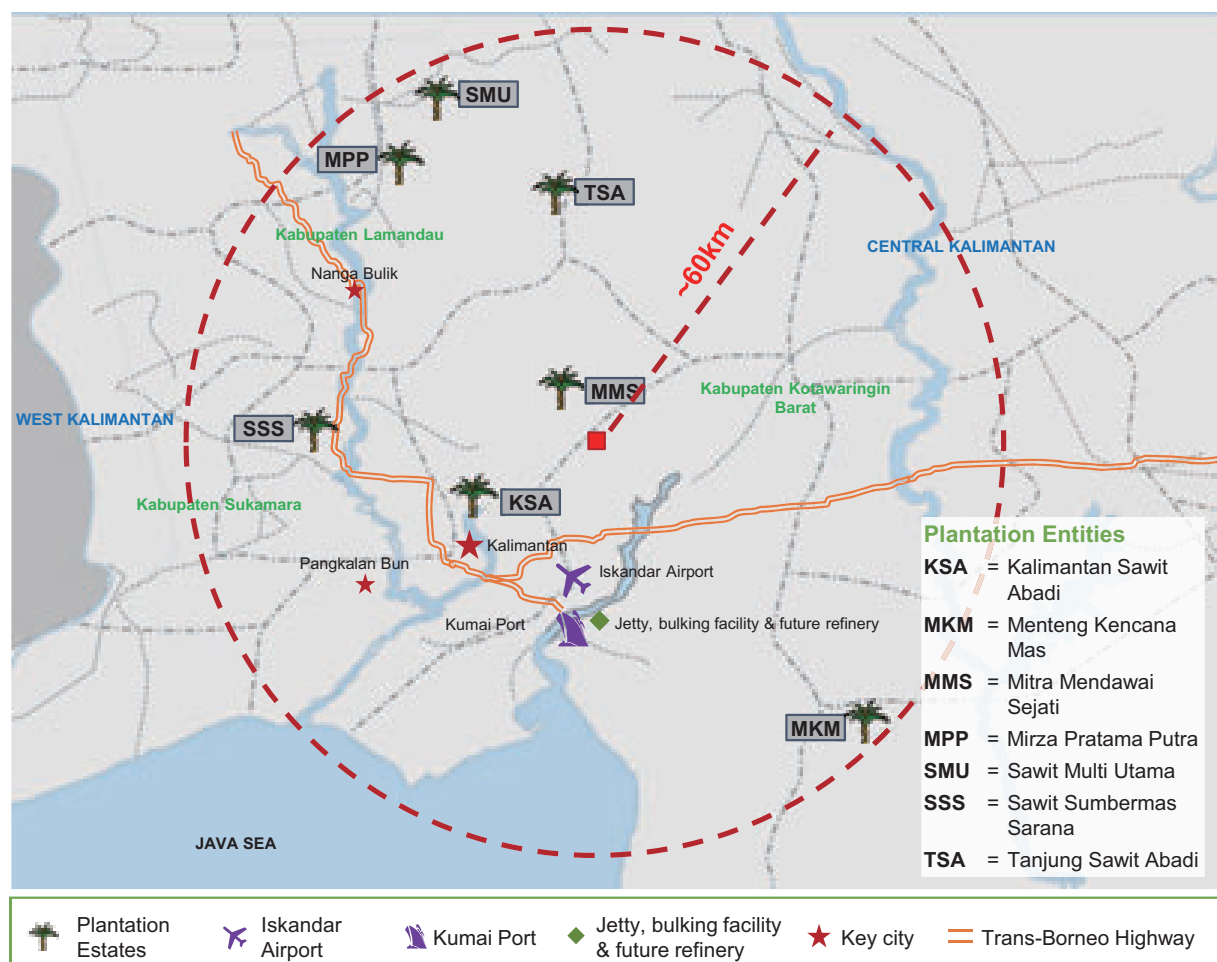 SMU
MPP
TSA
Kabupaten Lamandau
~60km
CENTRAL KALIMANTAN
Nanga Bulik
MMS
Kabupaten Kotawaringin
Barat
WEST KALIMANTAN
SSS
Kabupaten Sukamara
KSA
Kalimantan
Pangkalan Bun
Iskandar Airport
Kumai Port
Jetty, bulking facility & future refinery
MKM
JAVA SEA
Plantation Entities
KSA = Kalimantan Sawit
Abadi
MKM = Menteng Kencana
Mas
MMS = Mitra Mendawai
Sejati
MPP = Mirza Pratama Putra
SMU = Sawit Multi Utama
SSS = Sawit Sumbermas
Sarana
TSA = Tanjung Sawit Abadi
Plantation
Estates
Iskandar
Airport
Kumai Port
Jetty, bulking facility
& future refinery
Key city
Trans-Borneo Highway